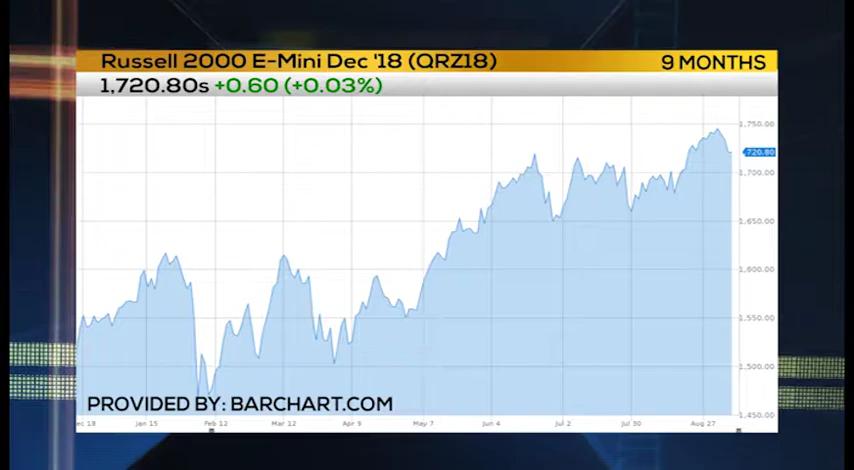 Russell 2000 E-Mini Dec '18 (QRZ18) 9 MONTHS
1,720.80s +0.60 (+0.03%)
1,750.00
720.80
1,700.00
1,650.00
1,600.00
1,550.00
1,500.00
1,450.00
PROVIDED BY: BARCHART.COM
ec 18 Jan 15 Feb 12 Mar 12 Apr 9 May 7 Jun 4 Jul 2 Jul 30 Aug 27